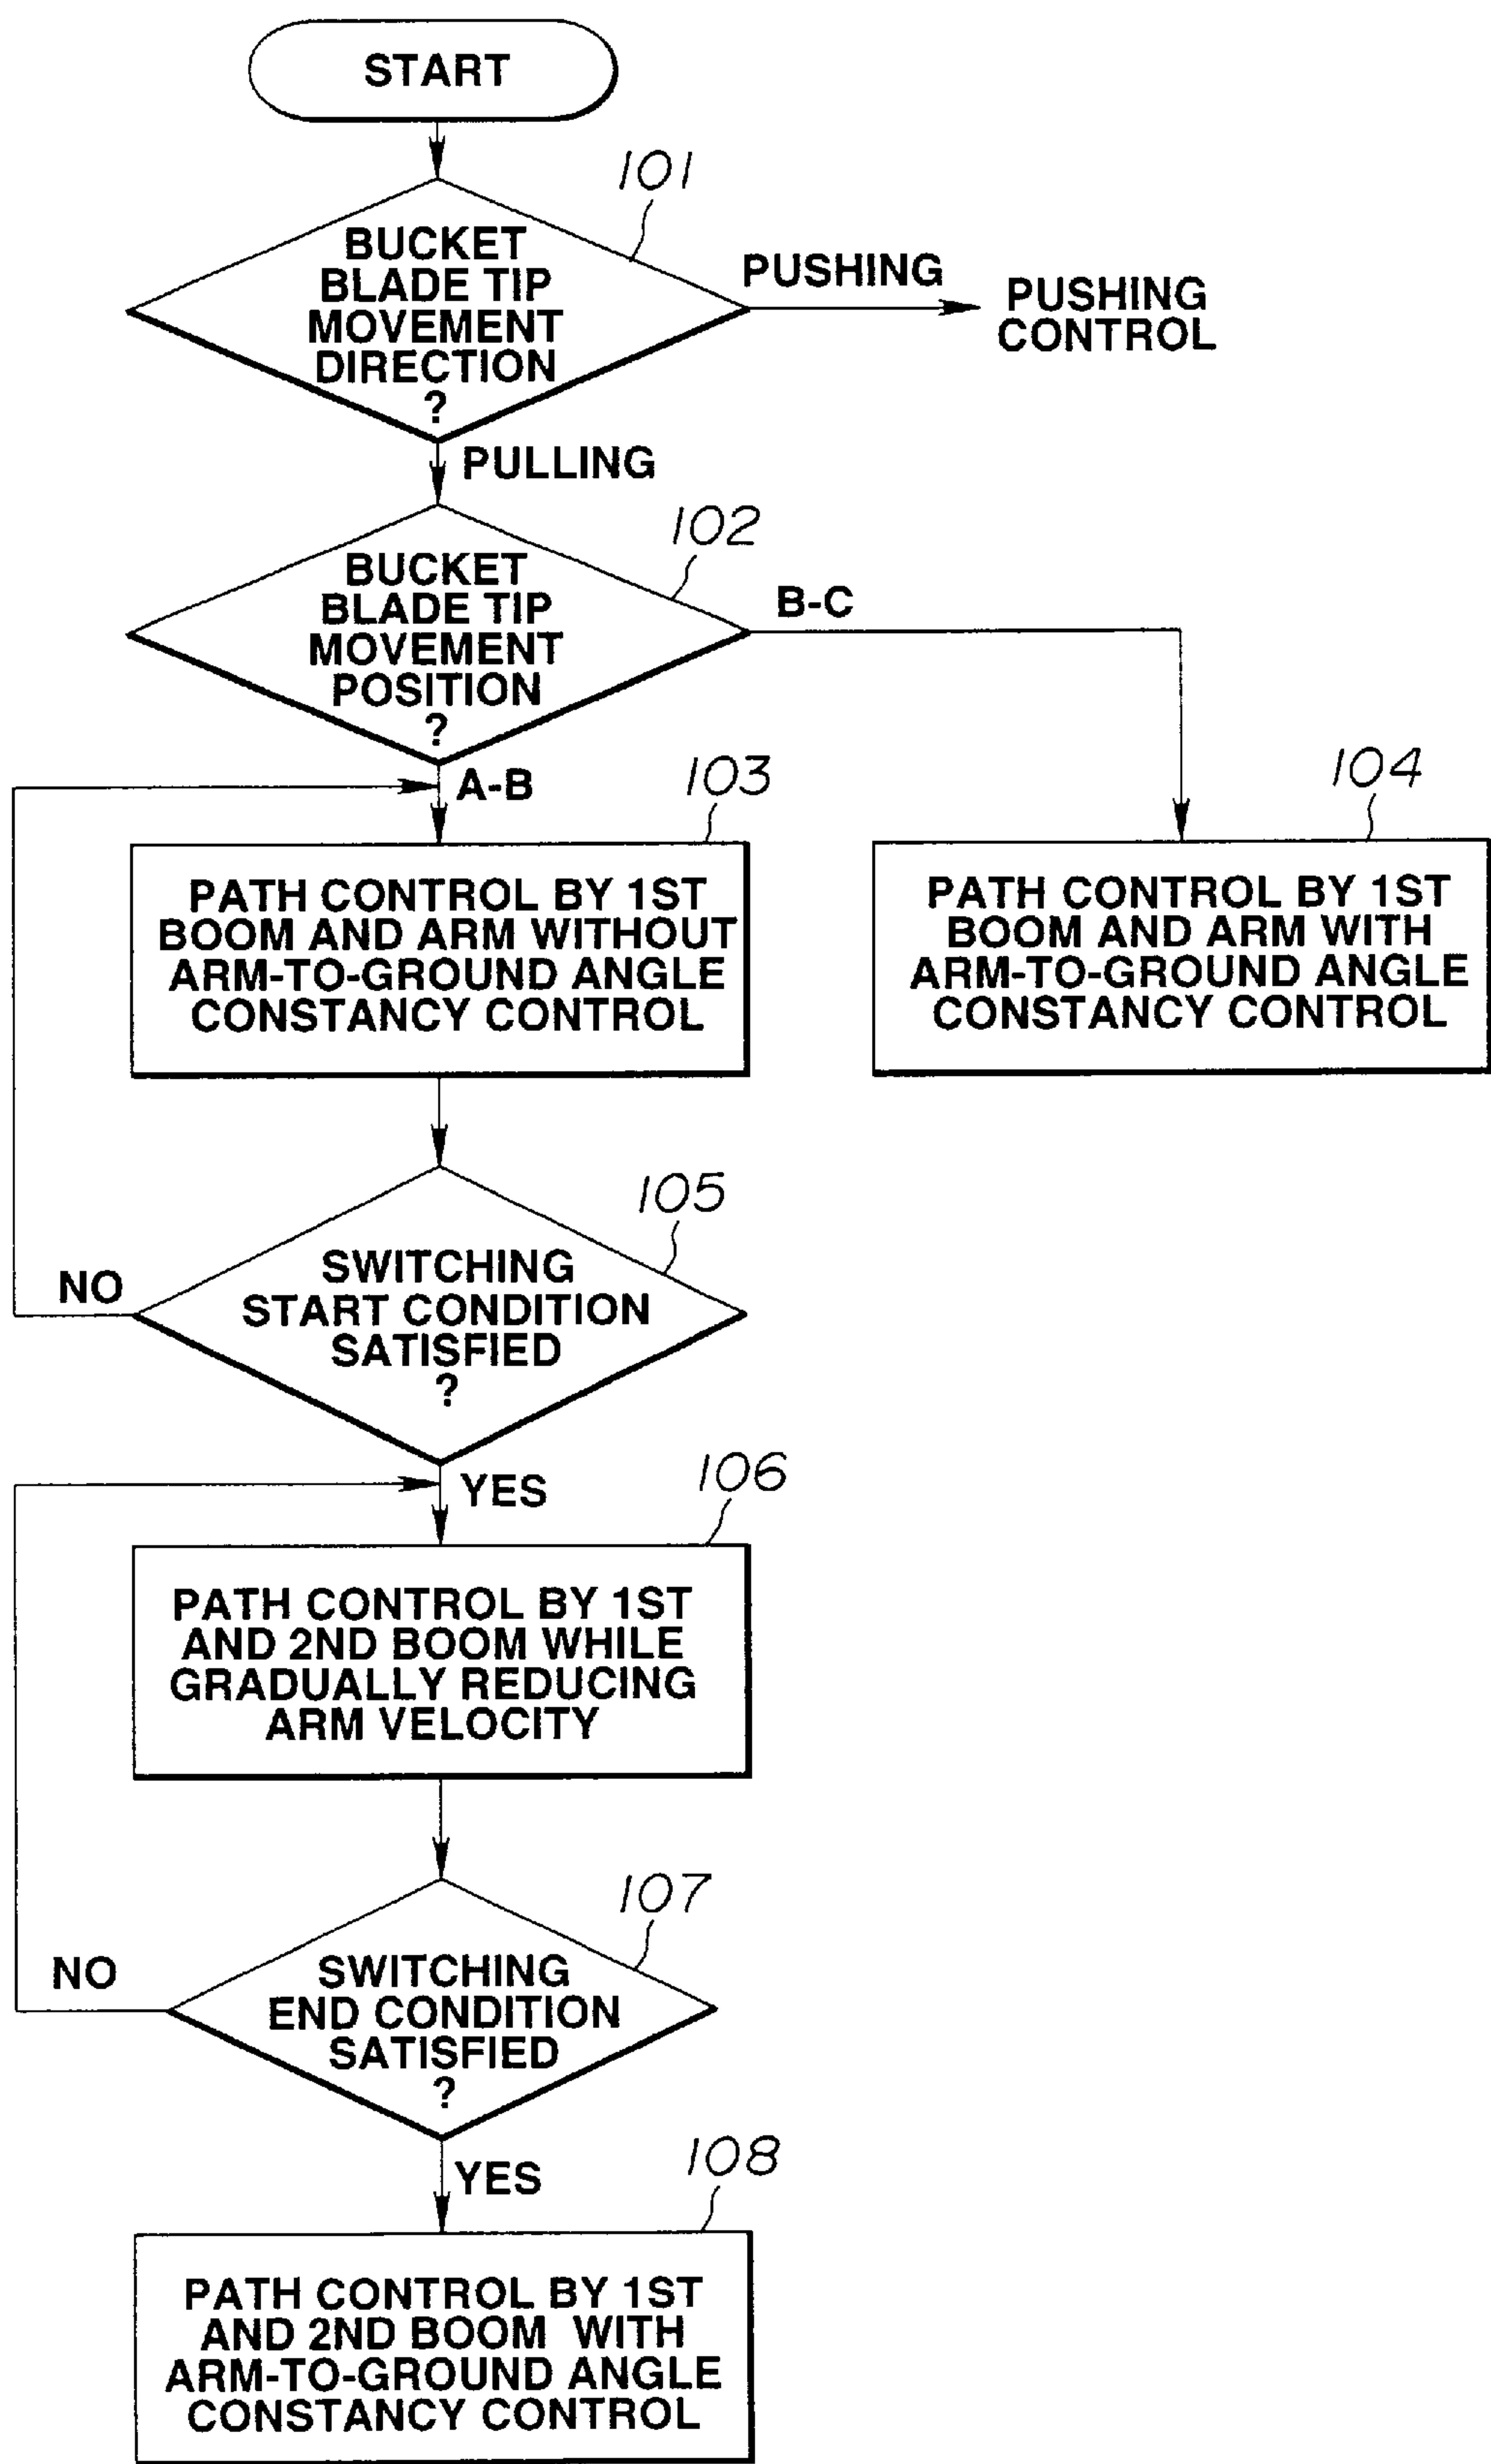 START
101
BUCKET
BLADE TIP
MOVEMENT
DIRECTION
?
PUSHING
PUSHING
CONTROL
PULLING
102
BUCKET
BLADE TIP
MOVEMENT
POSITION
?
B-C
A-B
103
PATH CONTROL BY 1ST
BOOM AND ARM WITHOUT
ARM-TO-GROUND ANGLE
CONSTANCY CONTROL
104
PATH CONTROL BY 1ST
BOOM AND ARM WITH
ARM-TO-GROUND ANGLE
CONSTANCY CONTROL
105
SWITCHING
START CONDITION
SATISFIED
?
NO
YES
106
PATH CONTROL BY 1ST
AND 2ND BOOM WHILE
GRADUALLY REDUCING
ARM VELOCITY
107
SWITCHING
END CONDITION
SATISFIED
?
NO
YES
108
PATH CONTROL BY 1ST
AND 2ND BOOM WITH
ARM-TO-GROUND ANGLE
CONSTANCY CONTROL